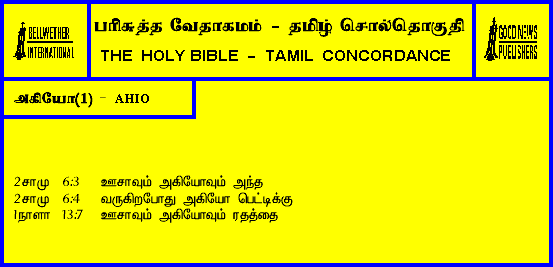 BELLWETHER
INTERNATIONAL
பரிசுத்த வேதாகமம் - தமிழ் சொல்தொகுதி
THE HOLY BIBLE - TAMIL CONCORDANCE
GOOD NEWS
PUBLISHERS
அகியோ(1) - AHIO
2சாமு 6:3 ஊசாவும் அகியோவும் அந்த
2சாமு 6:4 வருகிறபோது அகியோ பெட்டிக்கு
1நாளா 13:7 ஊசாவும் அகியோவும் ரதத்தை